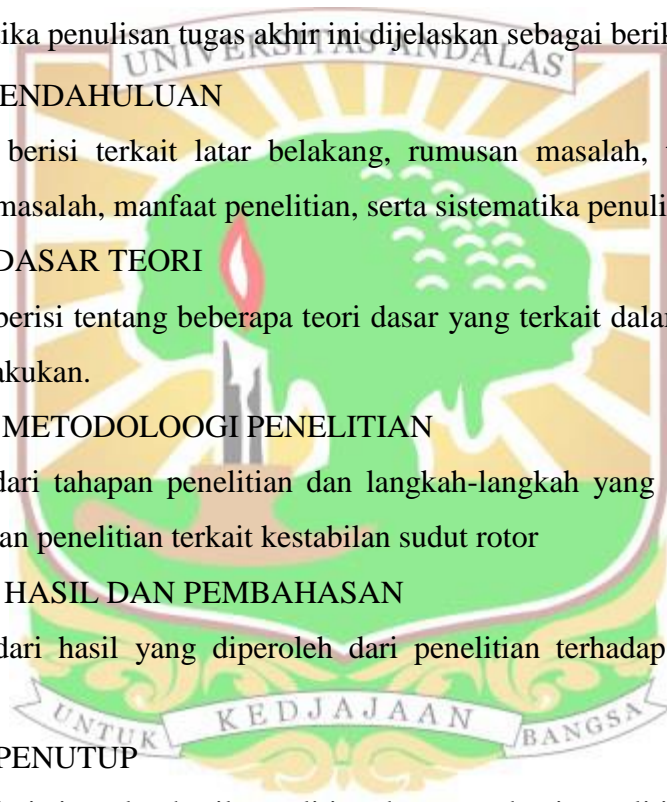 ika penulisan tugas akhir ini dijelaskan sebagai berik
UNIVERSITAS ANDALAS
ENDAHULUAN
berisi terkait latar belakang, rumusan masalah,
masalah, manfaat penelitian, serta sistematika penuli
DASAR TEORI
berisi tentang beberapa teori dasar yang terkait dalar
akukan.
METODOLOOGI PENELITIAN
dari tahapan penelitian dan langkah-langkah yang
an penelitian terkait kestabilan sudut rotor
HASIL DAN PEMBAHASAN
dari hasil yang diperoleh dari penelitian terhadap
UNTUK KEDJAJAAN BANGSA
PENUTUP